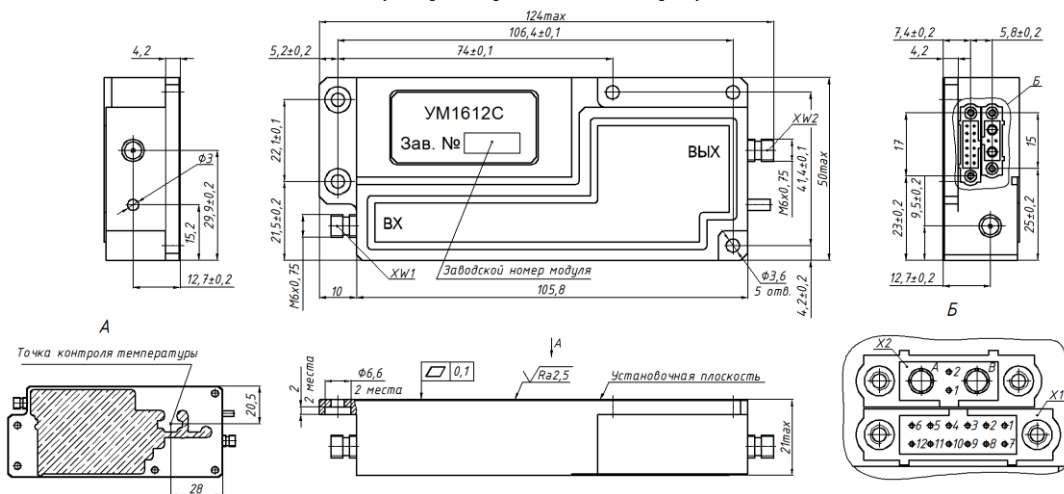 124max
106,4±0,1
74±0,1
5,2±0,2
4,2
Ф3
29,9±0,2
15,2
12,7±0,2
22,1±0,1
21,5±0,2
М6х0,75
УМ1612С
Зав. №
ВЫХ
ВХ
XW2
XW1
М6х0,75
41,4±0,1
50max
Заводской номер модуля
Ф3,6
5 отв.
4,2±0,2
10
105,8
7,4±0,2
5,8±0,2
4,2
Б
17
15
9,5±0,2
23±0,2
25±0,2
12,7±0,2
А
Точка контроля температуры
20,5
28
2
2 места
Ф6,6
2 места
0,1
А
Ra2,5
Установочная плоскость
21max
Б
X2
А
2
1
В
X1
6 5 4 3 2 1
12 11 10 9 8 7